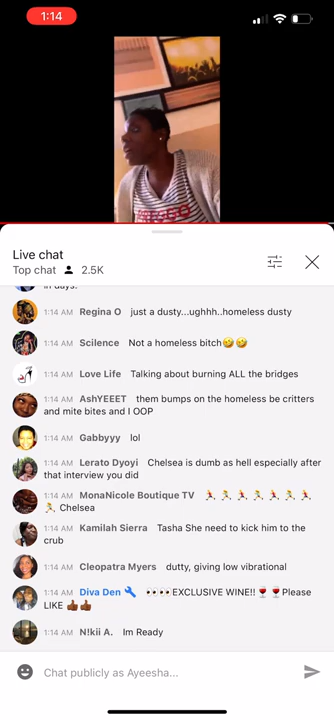 1:14
Live chat
Top chat 2.5K
in days.
1:14 AM Regina O just a dusty...ughhh..homeless dusty
1:14 AM Scilence Not a homeless bitch🤣🤣
1:14 AM Love Life Talking about burning ALL the bridges
1:14 AM AshYEEET them bumps on the homeless be critters
and mite bites and I OOP
1:14 AM Gabbyyy lol
1:14 AM Lerato Dyoyi Chelsea is dumb as hell especially after
that interview you did
1:14 AM MonaNicole Boutique TV 🏃🏃🏃🏃🏃🏃🏃
🏃 Chelsea
1:14 AM Kamilah Sierra Tasha She need to kick him to the
crub
1:14 AM Cleopatra Myers dutty, giving low vibrational
1:14 AM Diva Den 🔧 👀👀EXCLUSIVE WINE!!🍷🍷Please
LIKE 👍🏾👍🏾
1:14 AM N!kii A. Im Ready
Chat publicly as Ayeesha...